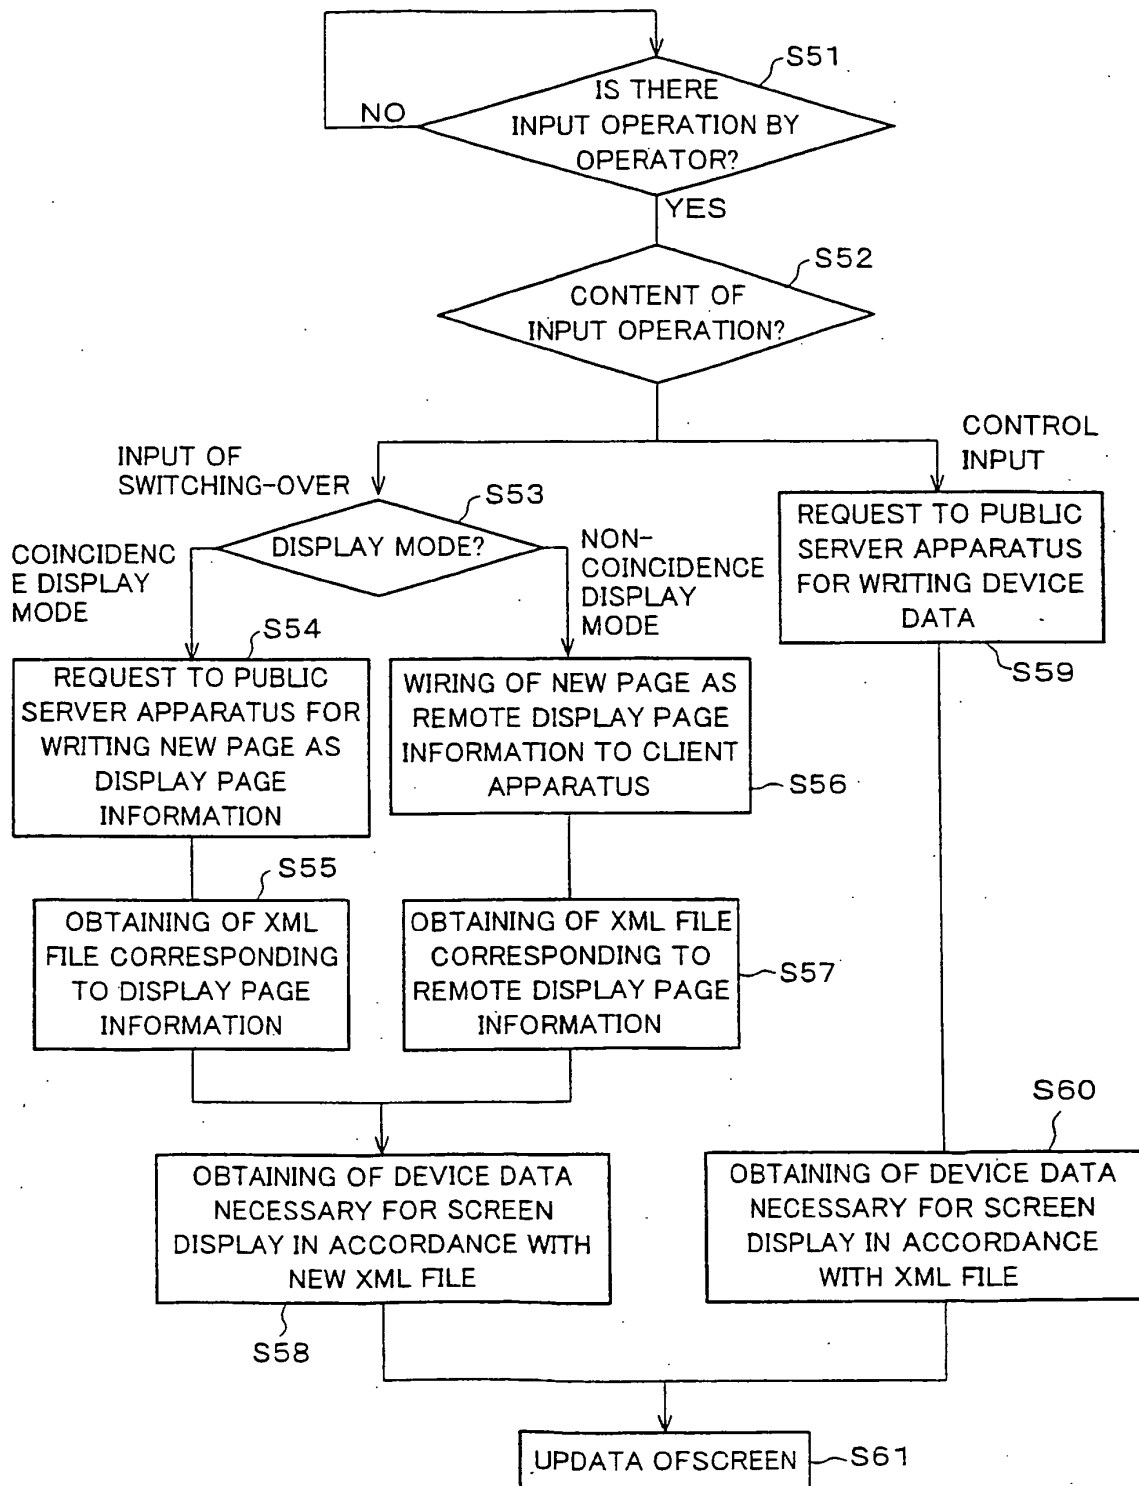 S51
IS THERE
INPUT OPERATION BY
OPERATOR?
NO
YES
S52
CONTENT OF
INPUT OPERATION?
INPUT OF
SWITCHING-OVER
CONTROL
INPUT
S53
DISPLAY MODE?
COINCIDENC
E DISPLAY
MODE
NON-
COINCIDENCE
DISPLAY
MODE
REQUEST TO PUBLIC
SERVER APPARATUS
FOR WRITING DEVICE
DATA
S59
S54
REQUEST TO PUBLIC
SERVER APPARATUS FOR
WRITING NEW PAGE AS
DISPLAY PAGE
INFORMATION
WIRING OF NEW PAGE AS
REMOTE DISPLAY PAGE
INFORMATION TO CLIENT
APPARATUS
S56
S55
OBTAINING OF XML
FILE CORRESPONDING
TO DISPLAY PAGE
INFORMATION
OBTAINING OF XML FILE
CORRESPONDING TO
REMOTE DISPLAY PAGE
INFORMATION
S57
S60
OBTAINING OF DEVICE DATA
NECESSARY FOR SCREEN
DISPLAY IN ACCORDANCE WITH
NEW XML FILE
S58
OBTAINING OF DEVICE DATA
NECESSARY FOR SCREEN
DISPLAY IN ACCORDANCE
WITH XML FILE
UPDATA OFSCREEN
S61